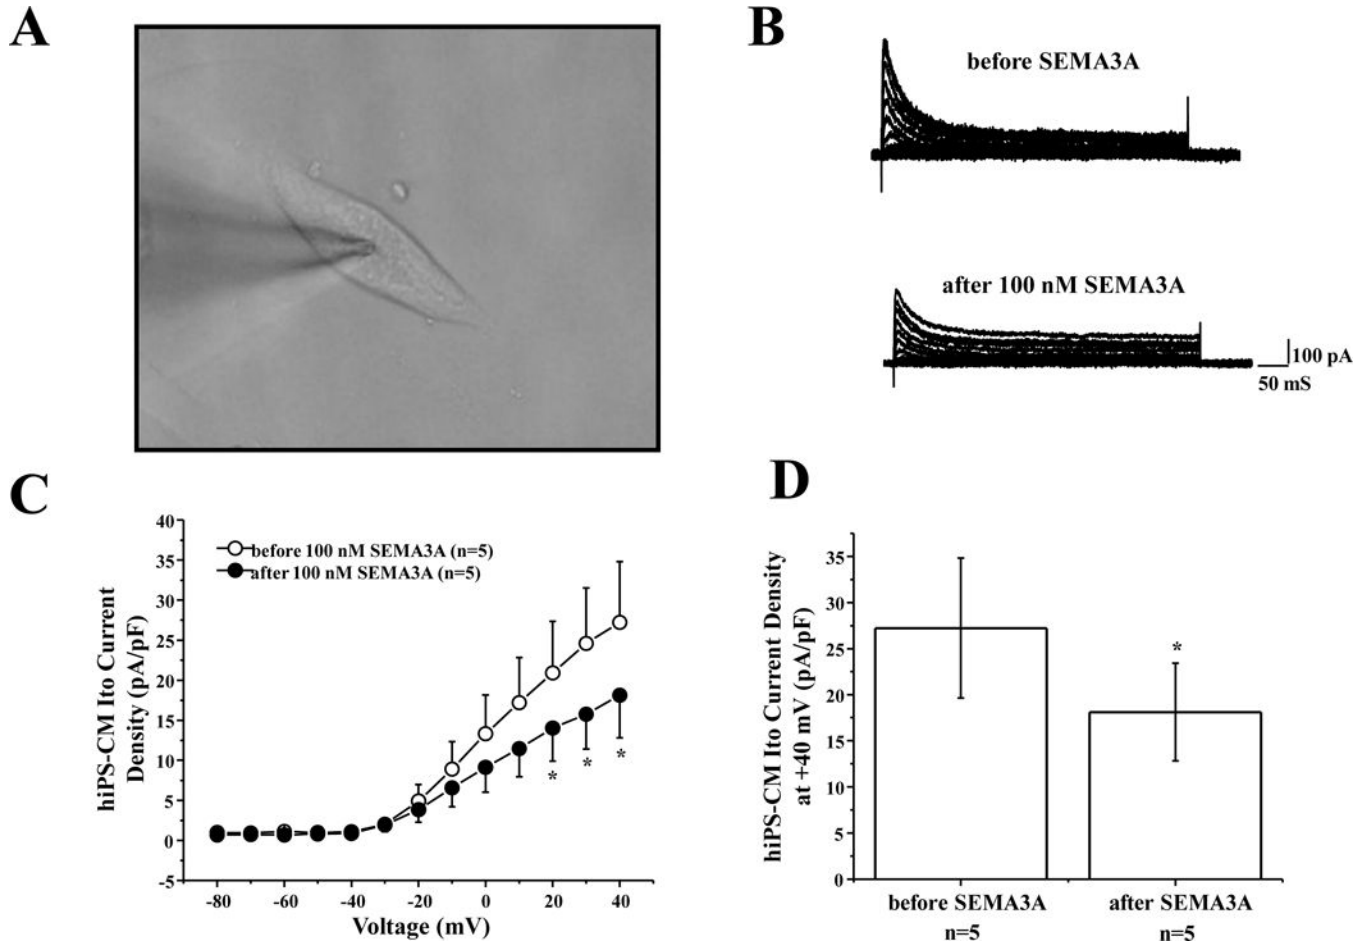 A
B
before SEMA3A
after 100 nM SEMA3A
100 pA
50 mS
C
hiPS-CM Ito Current
Density (pA/pF)
40
35
30
25
20
15
10
5
0
-5
before 100 nM SEMA3A (n=5)
after 100 nM SEMA3A (n=5)
*
*
*
-80
-60
-40
-20
0
20
40
Voltage (mV)
D
hiPS-CM Ito Current Density
at +40 mV (pA/pF)
35
30
25
20
15
10
5
0
*
before SEMA3A
n=5
after SEMA3A
n=5